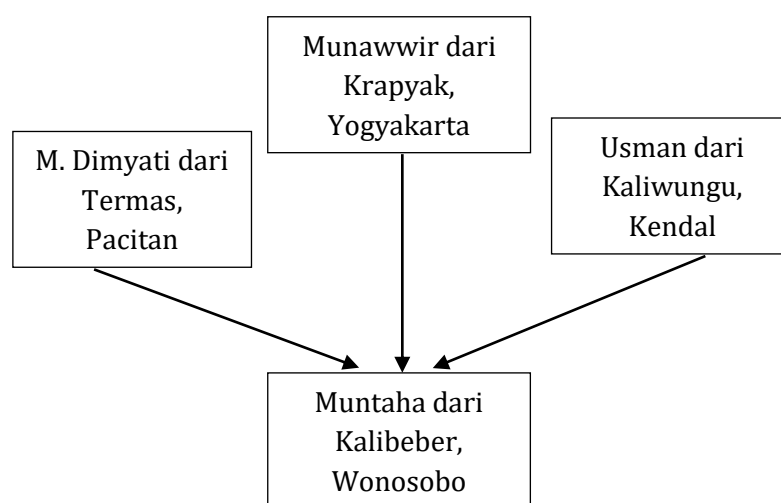 Munawwir dari
Krapyak,
Yogyakarta
M. Dimyati dari
Termas,
Pacitan
Usman dari
Kaliwungu,
Kendal
Muntaha dari
Kalibeber,
Wonosobo